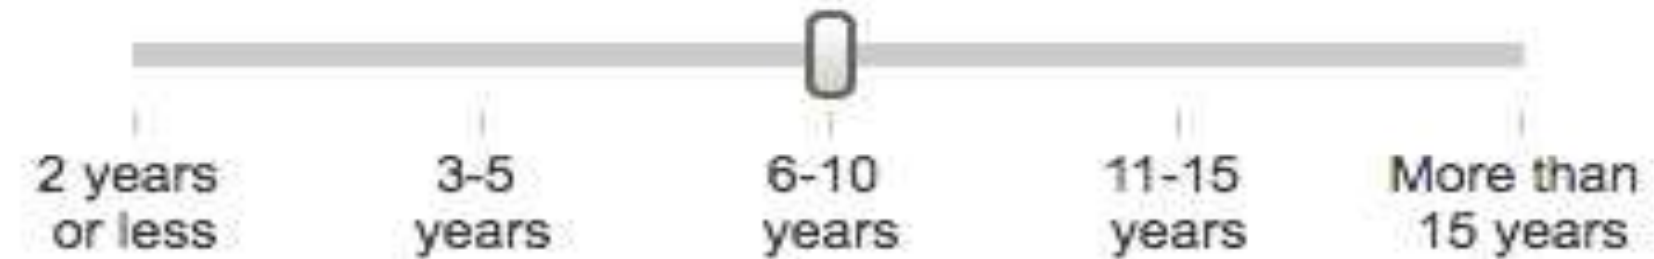 2 years
or less
3-5
years
6-10
years
11-15
years
More than
15 years